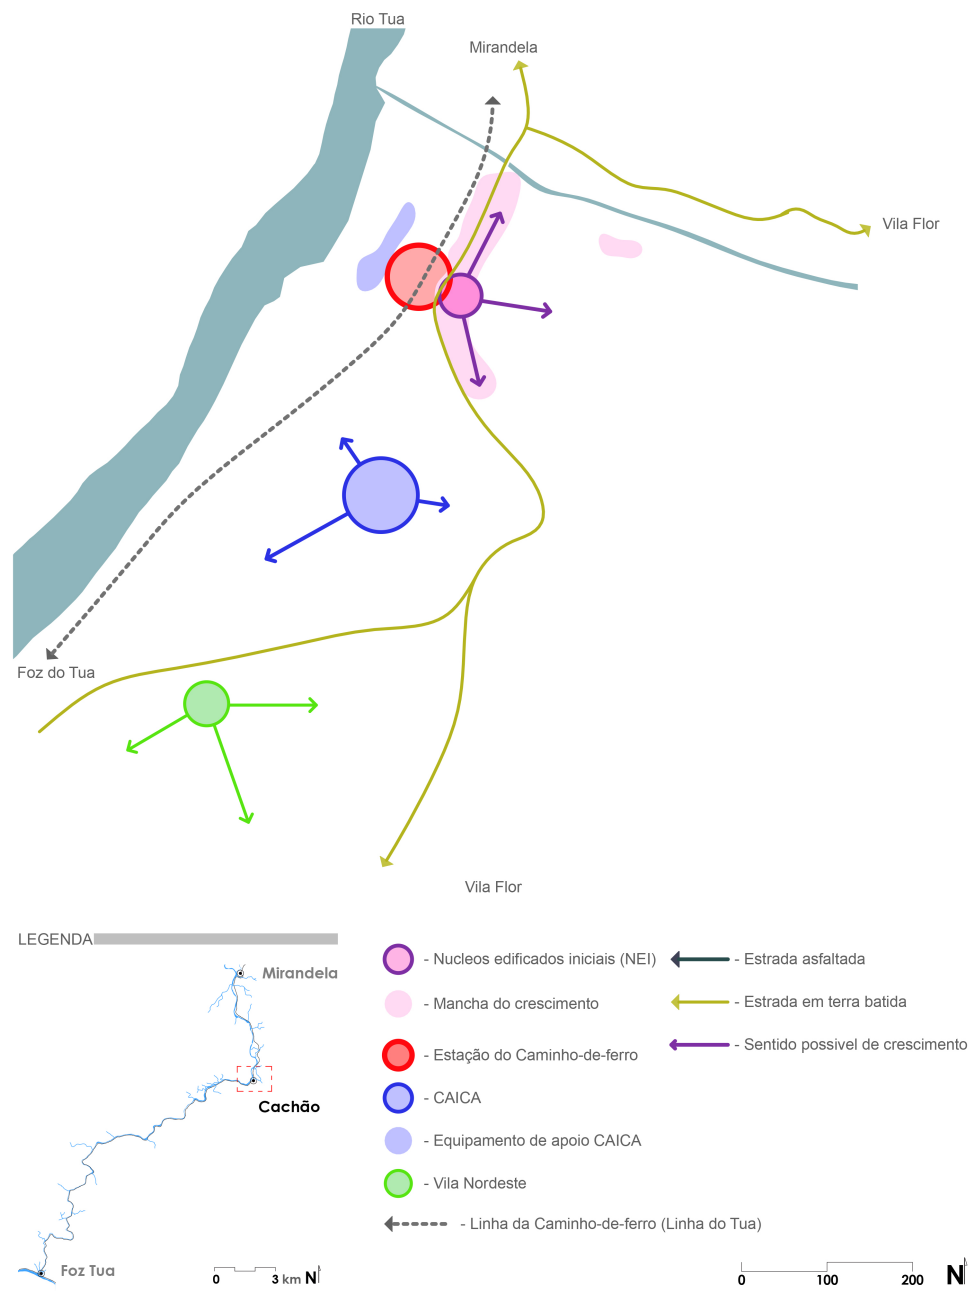 Rio Tua
Mirandela
Vila Flor
Foz do Tua
Vila Flor
LEGENDA
Mirandela
Cachão
Foz Tua
0 3 km N
- Nucleos edificados iniciais (NEI)
- Mancha do crescimento
- Estação do Caminho-de-ferro
- CAICA
- Equipamento de apoio CAICA
- Vila Nordeste
- Linha da Caminho-de-ferro (Linha do Tua)
- Estrada asfaltada
- Estrada em terra batida
- Sentido possivel de crescimento
0 100 200 N